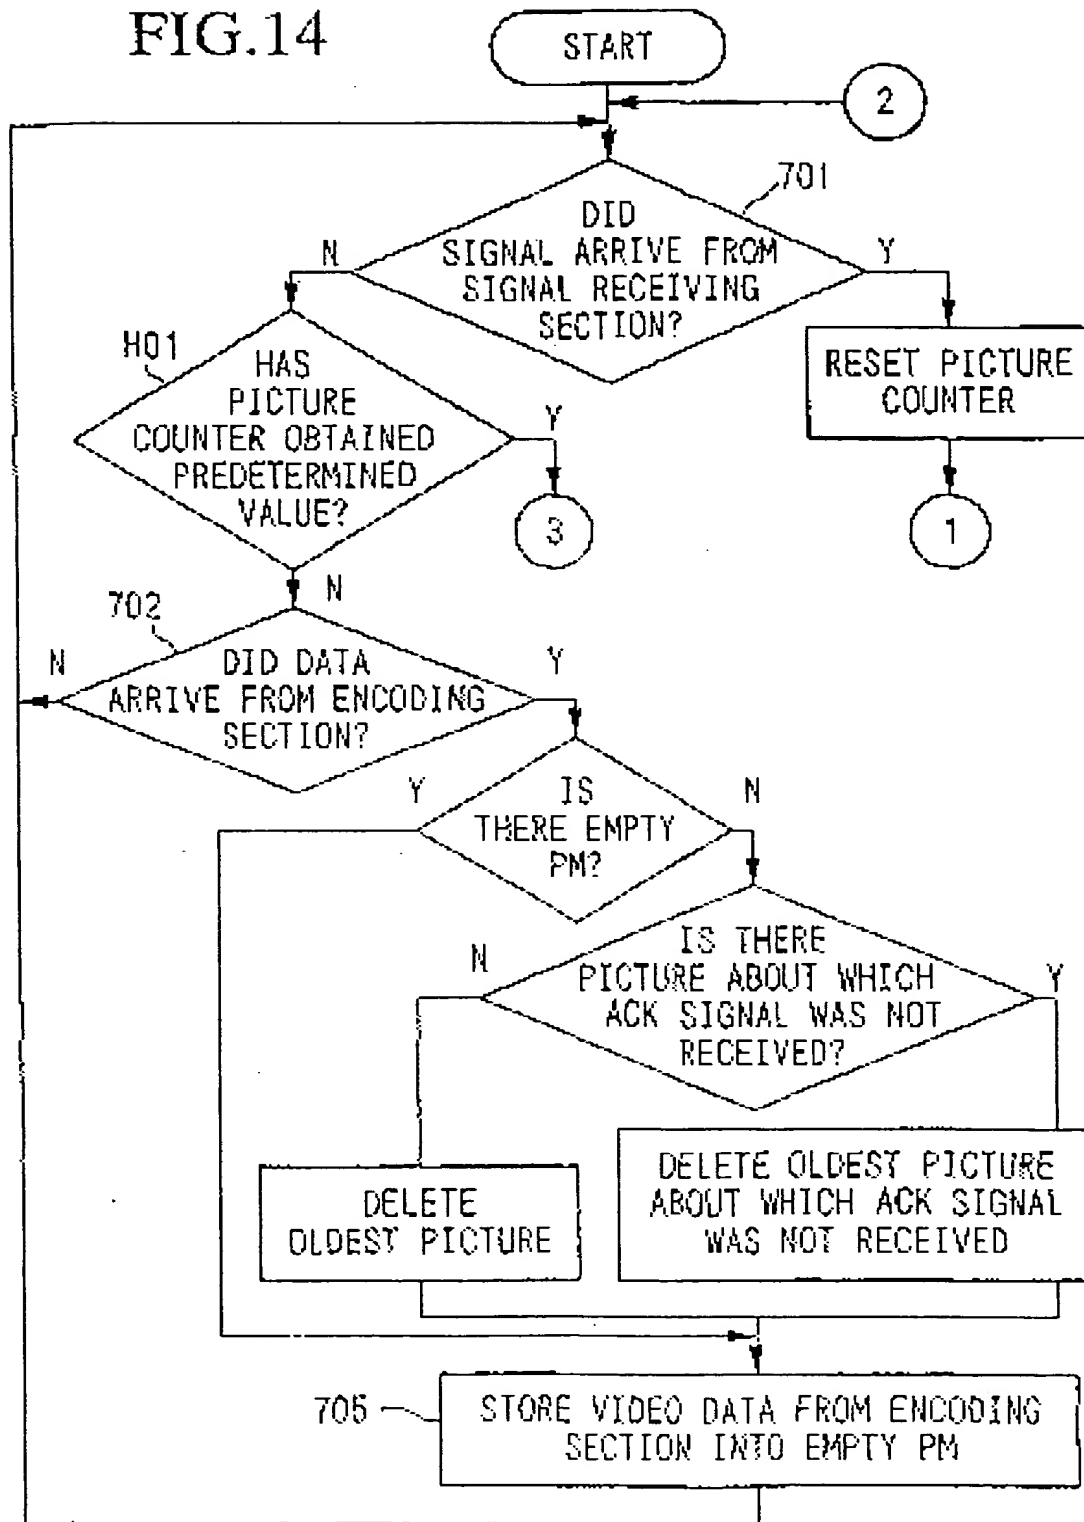 FIG.14
START
2
701
DID
SIGNAL ARRIVE FROM
SIGNAL RECEIVING
SECTION?
N
Y
H01
HAS
PICTURE
COUNTER OBTAINED
PREDETERMINED
VALUE?
Y
N
RESET PICTURE
COUNTER
3
1
702
DID DATA
ARRIVE FROM ENCODING
SECTION?
N
Y
IS
THERE EMPTY
PM?
Y
N
IS THERE
PICTURE ABOUT WHICH
ACK SIGNAL WAS NOT
RECEIVED?
N
Y
DELETE
OLDEST PICTURE
DELETE OLDEST PICTURE
ABOUT WHICH ACK SIGNAL
WAS NOT RECEIVED
705
STORE VIDEO DATA FROM ENCODING
SECTION INTO EMPTY PM